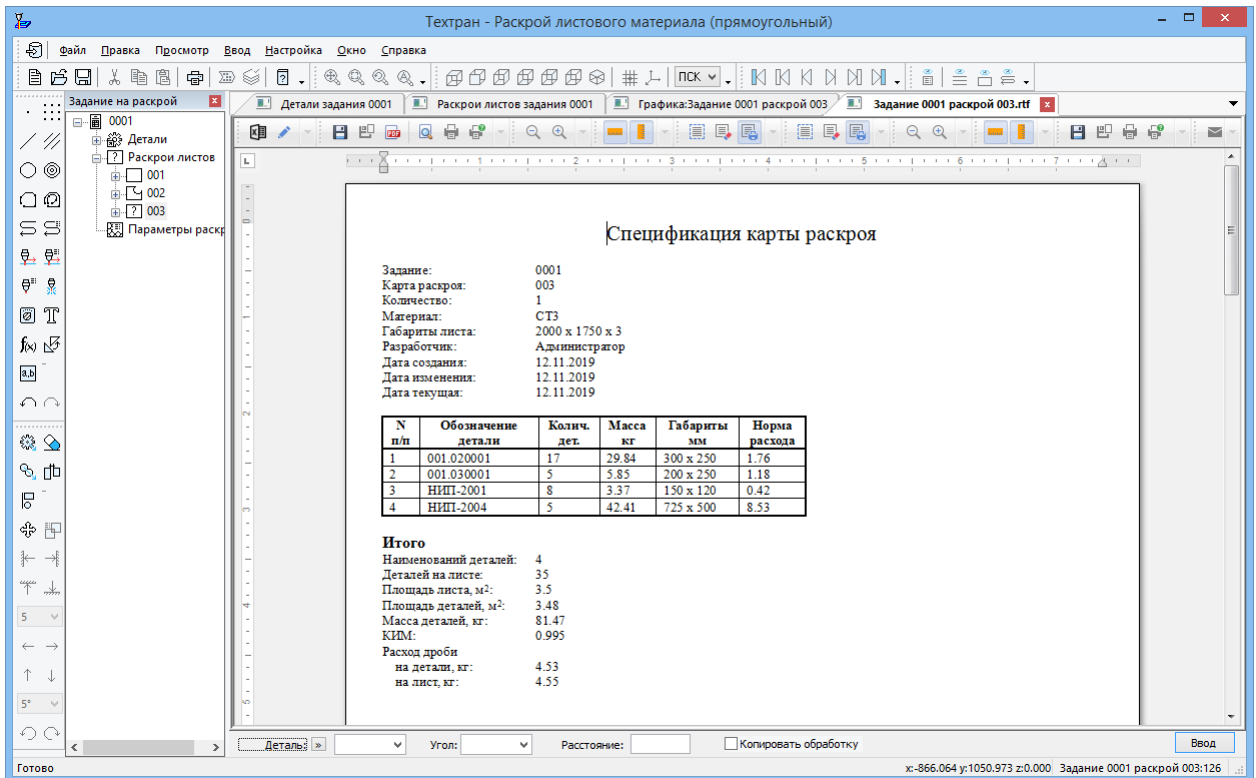 Техтран - Раскрой листового материала (прямоугольный)
Файл Правка Просмотр Ввод Настройка Окно Справка
ПСК
Задание на раскрой
0001
Детали
Раскрои листов
001
002
003
Параметры раскр
Детали задания 0001 Раскрои листов задания 0001 Графика:Задание 0001 раскрой 003 Задание 0001 раскрой 003.rtf
1 2 3 4 5 6 7
Спецификация карты раскроя
Задание: 0001
Карта раскроя: 003
Количество: 1
Материал: СТ3
Габариты листа: 2000 x 1750 x 3
Разработчик: Администратор
Дата создания: 12.11.2019
Дата изменения: 12.11.2019
Дата текущая: 12.11.2019
N п/п Обозначение детали Колич. дет. Масса кг Габариты мм Норма расхода
1 001.020001 17 29.84 300 x 250 1.76
2 001.030001 5 5.85 200 x 250 1.18
3 НИП-2001 8 3.37 150 x 120 0.42
4 НИП-2004 5 42.41 725 x 500 8.53
Итого
Наименований деталей: 4
Деталей на листе: 35
Площадь листа, м²: 3.5
Площадь деталей, м²: 3.48
Масса деталей, кг: 81.47
КИМ: 0.995
Расход дроби
на детали, кг: 4.53
на лист, кг: 4.55
f(x)
a,b
5
5°
Деталь: » Угол: Расстояние: Копировать обработку Ввод
Готово x:-866.064 y:1050.973 z:0.000 Задание 0001 раскрой 003:126